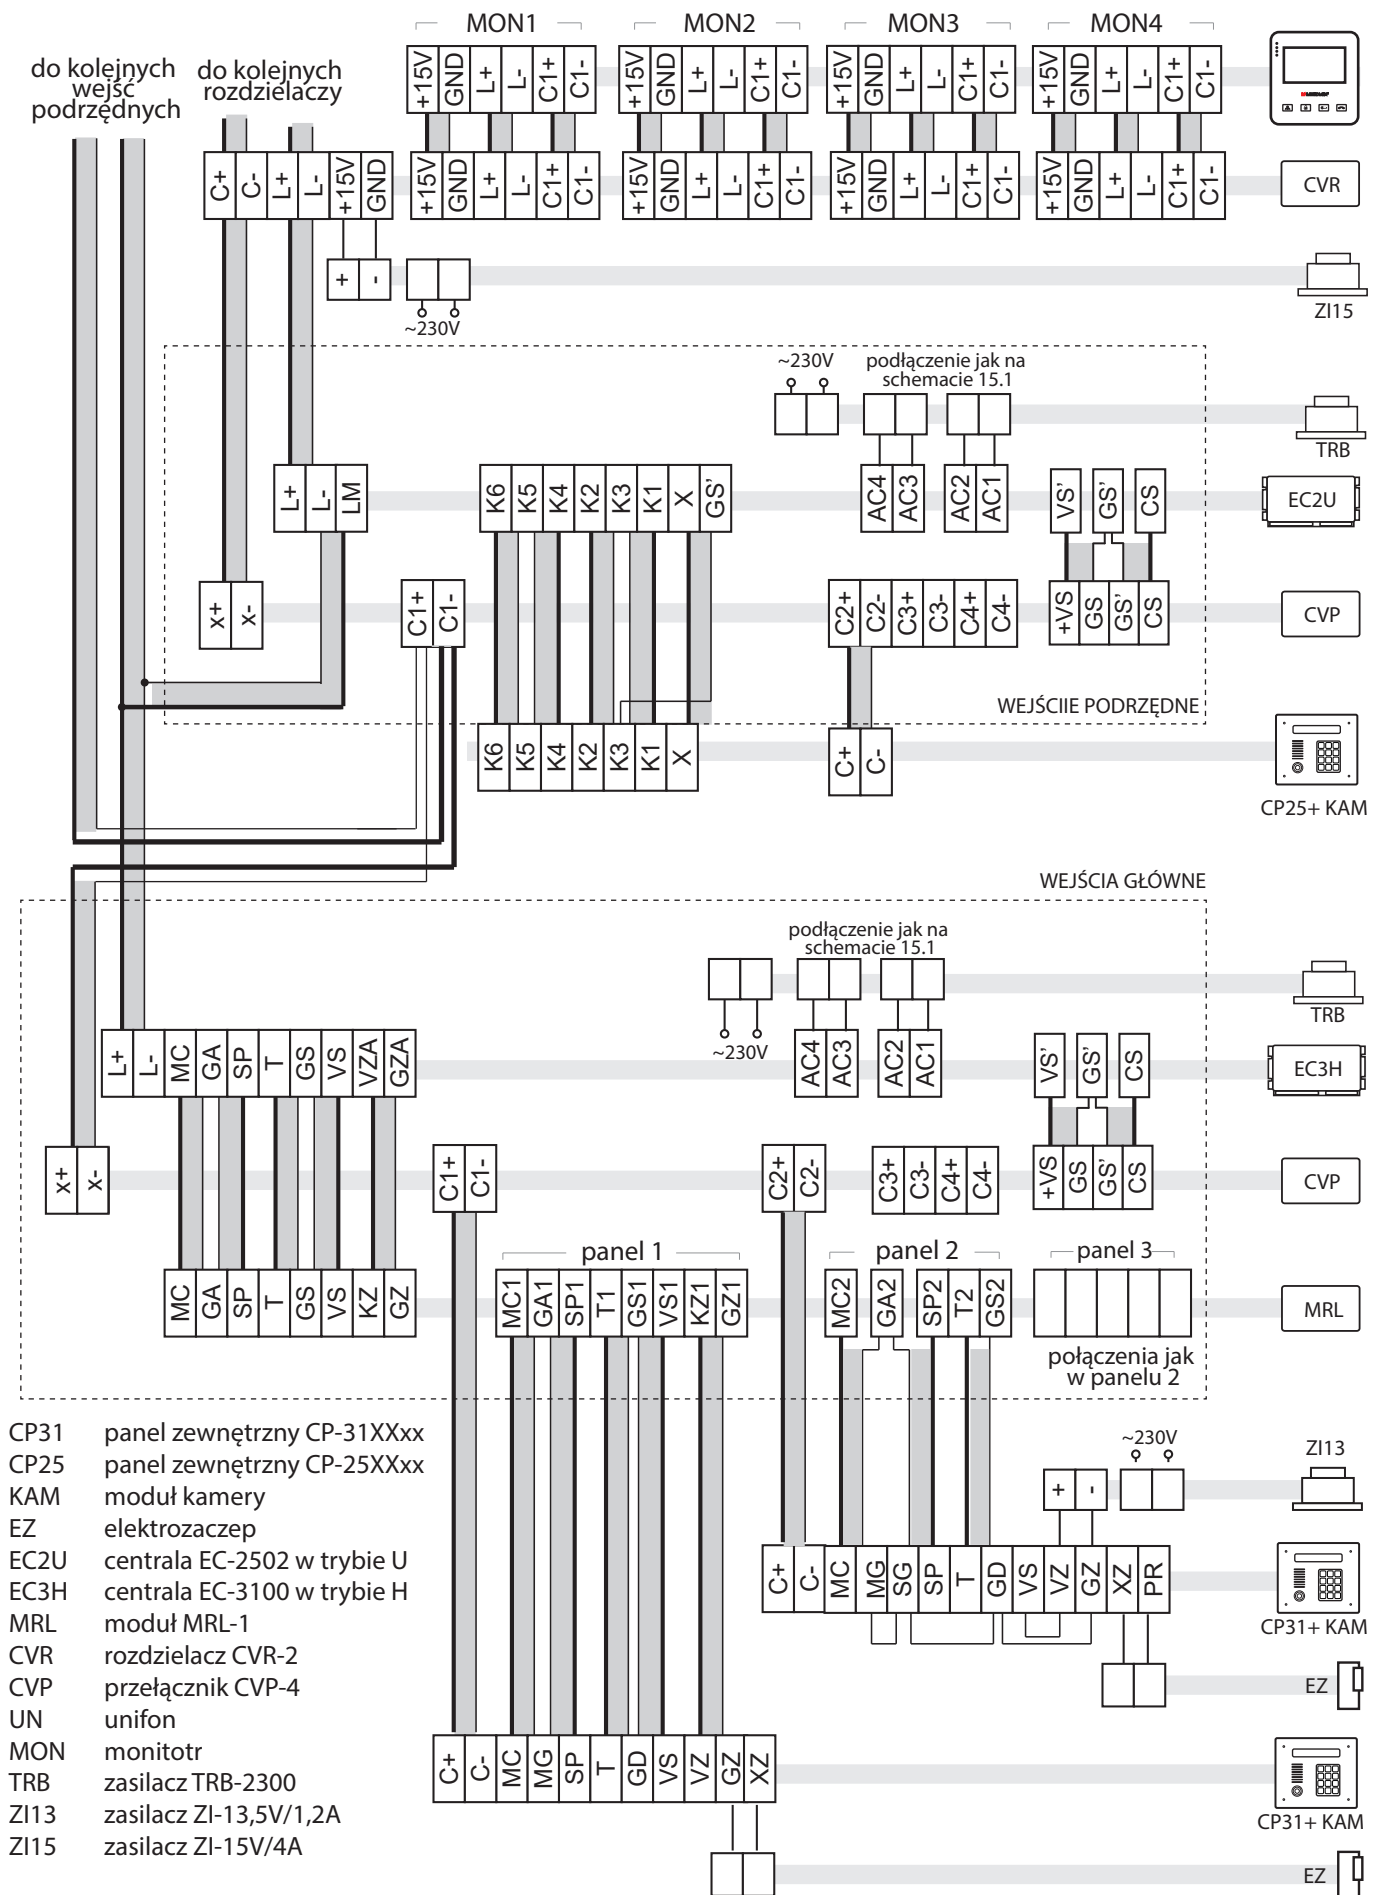 MON1 MON2 MON3 MON4
do kolejnych
wejść
podrzędnych
do kolejnych
rozdzielaczy
+15V GND L+ L- C1+ C1-
+15V GND L+ L- C1+ C1-
+15V GND L+ L- C1+ C1-
+15V GND L+ L- C1+ C1-
C+ C- L+ L- +15V GND
+15V GND L+ L- C1+ C1-
+15V GND L+ L- C1+ C1-
+15V GND L+ L- C1+ C1-
+15V GND L+ L- C1+ C1-
CVR
+ -
~230V
ZI15
~230V
podłączenie jak na
schemacie 15.1
TRB
L+ L- LM
K6 K5 K4 K2 K3 K1 X GS'
AC4 AC3 AC2 AC1
VS' GS' CS
EC2U
x+ x-
C1+ C1-
C2+ C2- C3+ C3- C4+ C4-
+VS GS GS' CS
CVP
WEJŚCIIE PODRZĘDNE
K6 K5 K4 K2 K3 K1 X
C+ C-
CP25+ KAM
WEJŚCIA GŁÓWNE
podłączenie jak na
schemacie 15.1
~230V
TRB
L+ L- MC GA SP T GS VS VZA GZA
AC4 AC3 AC2 AC1
VS' GS' CS
EC3H
x+ x-
C1+ C1-
C2+ C2-
C3+ C3- C4+ C4-
+VS GS GS' CS
CVP
panel 1
panel 2
panel 3
MC GA SP T GS VS KZ GZ
MC1 GA1 SP1 T1 GS1 VS1 KZ1 GZ1
MC2 GA2 SP2 T2 GS2
MRL
połączenia jak
w panelu 2
~230V
ZI13
+ -
C+ C- MC MG SG SP T GD VS VZ GZ XZ PR
CP31+ KAM
EZ
C+ C- MC MG SP T GD VS VZ GZ XZ
CP31+ KAM
EZ
CP31 panel zewnętrzny CP-31XXxx
CP25 panel zewnętrzny CP-25XXxx
KAM moduł kamery
EZ elektrozaczep
EC2U centrala EC-2502 w trybie U
EC3H centrala EC-3100 w trybie H
MRL moduł MRL-1
CVR rozdzielacz CVR-2
CVP przełącznik CVP-4
UN unifon
MON monitotr
TRB zasilacz TRB-2300
ZI13 zasilacz ZI-13,5V/1,2A
ZI15 zasilacz ZI-15V/4A